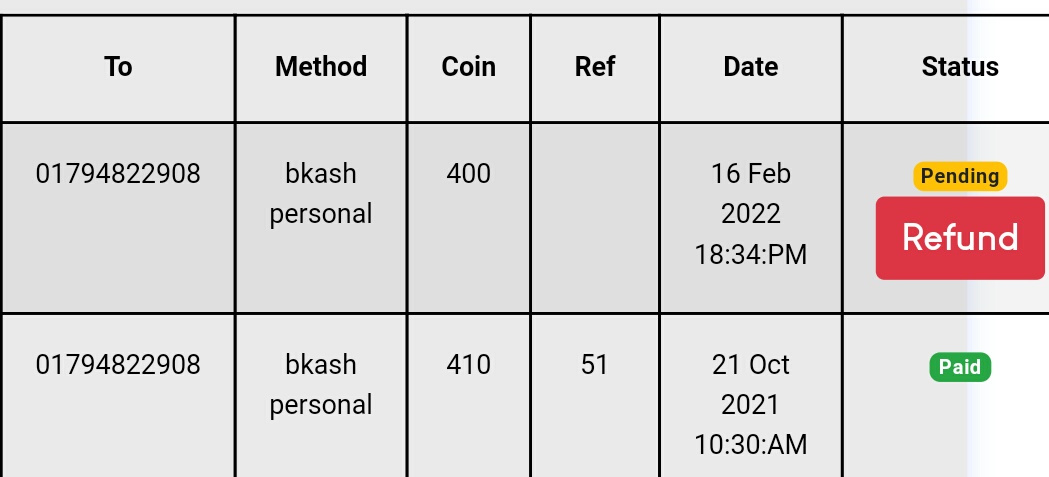 To Method Coin Ref Date Status
01794822908 bkash 400 16 Feb Pending
personal 2022 Refund
18:34:PM
01794822908 bkash 410 51 21 Oct Paid
personal 2021
10:30:AM